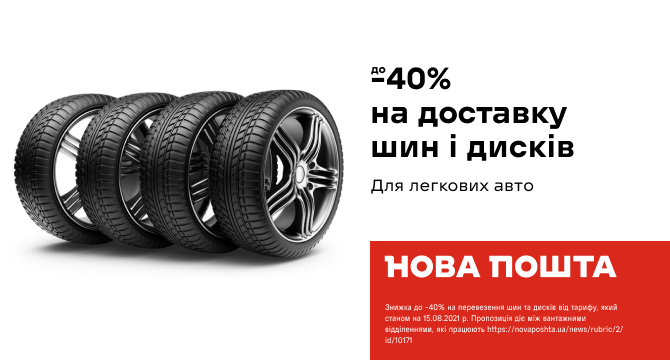 до
-40%
на доставку
шин і дисків
Для легкових авто
НОВА ПОШТА
Знижка до -40% на перевезення шин та дисків від тарифу, який
станом на 15.08.2021 р. Пропозиція діє між вантажними
відділеннями, які працюють https://novaposhta.ua/news/rubric/2/
id/10171